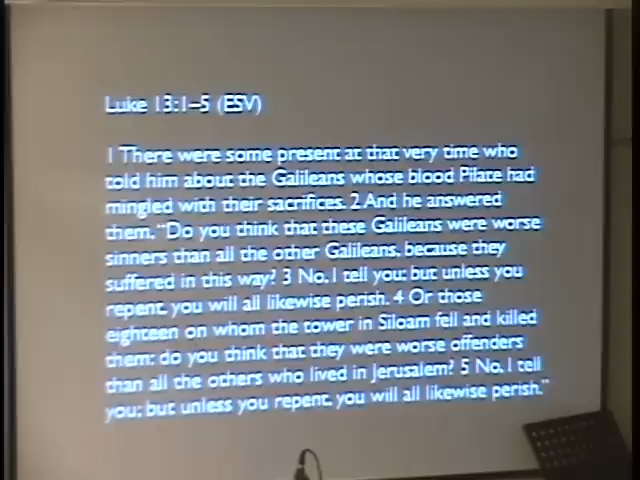 Luke 13:1–5 (ESV)
1 There were some present at that very time who
told him about the Galileans whose blood Pilate had
mingled with their sacrifices. 2 And he answered
them, "Do you think that these Galileans were worse
sinners than all the other Galileans, because they
suffered in this way? 3 No, I tell you; but unless you
repent, you will all likewise perish. 4 Or those
eighteen on whom the tower in Siloam fell and killed
them: do you think that they were worse offenders
than all the others who lived in Jerusalem? 5 No, I tell
you; but unless you repent, you will all likewise perish."